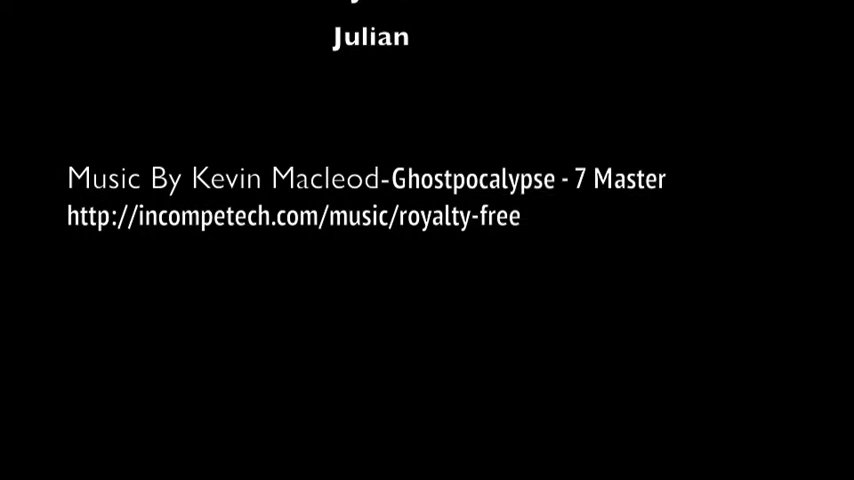 Julian
Music By Kevin Macleod-Ghostpocalypse - 7 Master
http://incompetech.com/music/royalty-free